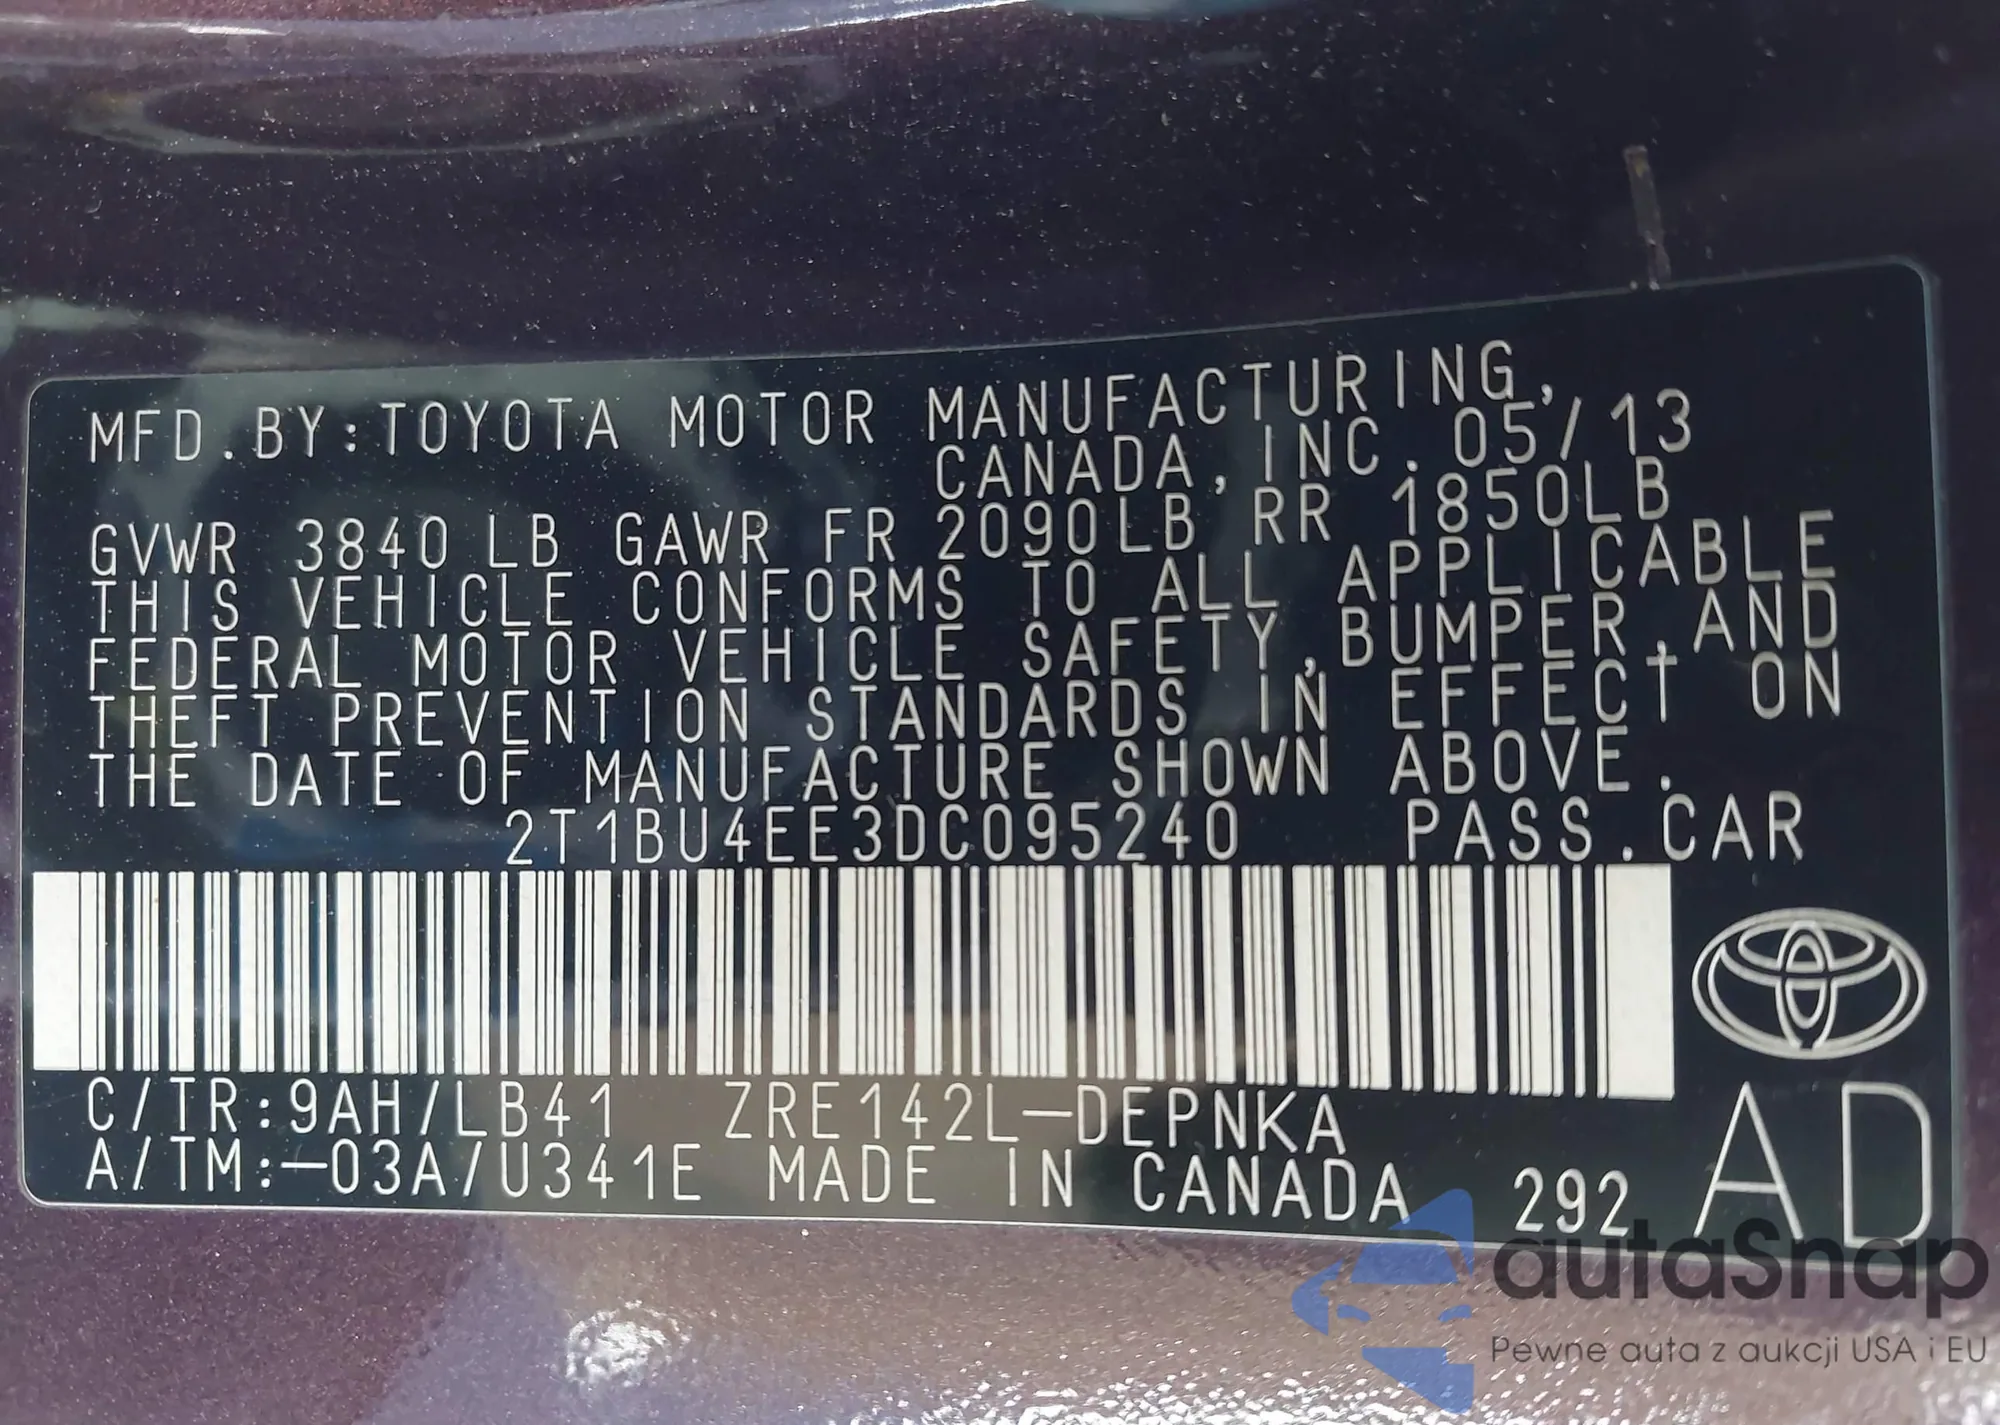 MFD.BY:TOYOTA MOTOR MANUFACTURING,
CANADA,INC. 05/13
GVWR 3840LB GAWR FR 2090LB RR 1850LB
THIS VEHICLE CONFORMS TO ALL APPLICABLE
FEDERAL MOTOR VEHICLE SAFETY,BUMPER,AND
THEFT PREVENTION STANDARDS IN EFFECT ON
THE DATE OF MANUFACTURE SHOWN ABOVE.
2T1BU4EE3DC095240 PASS.CAR
C/TR:9AH/LB41 ZRE142L-DEPNKA
A/TM:-03A/U341E MADE IN CANADA 292 AD
autaSnap
Pewne auta z aukcji USA i EU